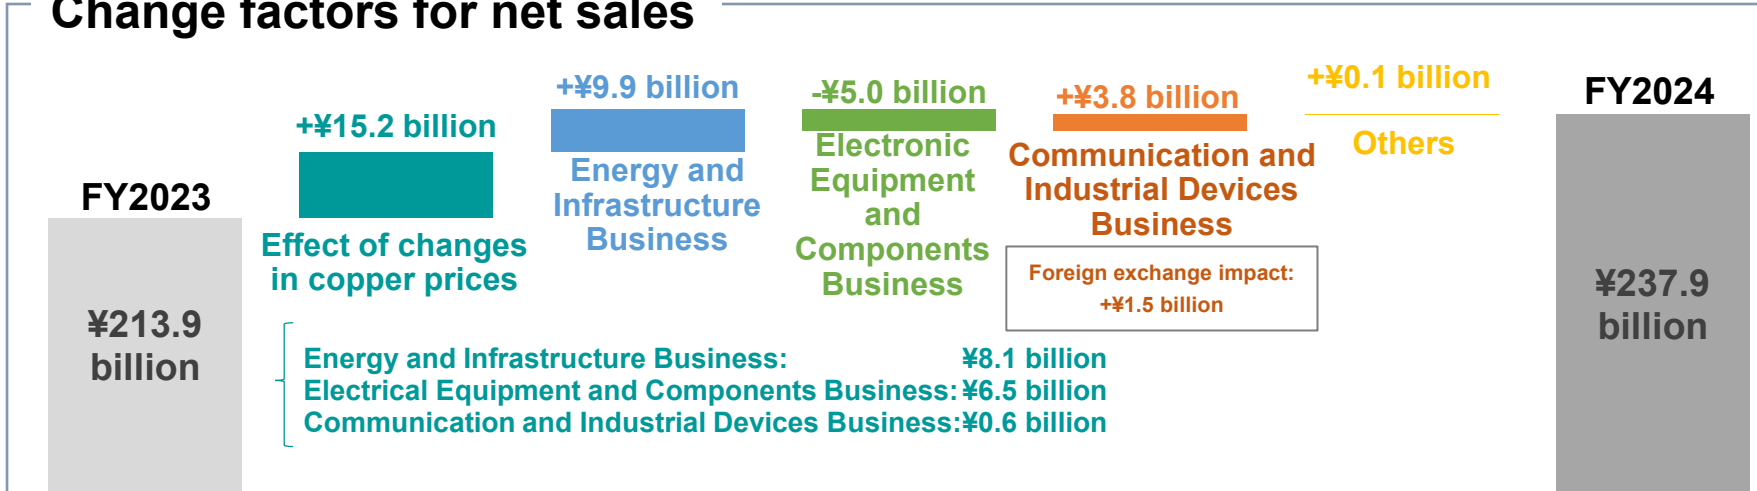 Change factors for net sales
FY2023
¥213.9
billion
+¥15.2 billion
Effect of changes
in copper prices
+¥9.9 billion
Energy and
Infrastructure
Business
-¥5.0 billion
Electronic
Equipment
and
Components
Business
+¥3.8 billion
Communication and
Industrial Devices
Business
Foreign exchange impact:
+¥1.5 billion
+¥0.1 billion
Others
FY2024
¥237.9
billion
Energy and Infrastructure Business: ¥8.1 billion
Electrical Equipment and Components Business: ¥6.5 billion
Communication and Industrial Devices Business: ¥0.6 billion